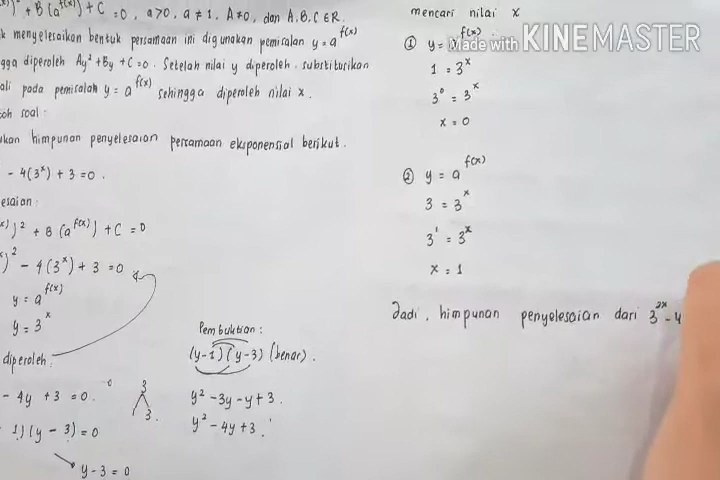 )² + B (a^f(x)) + C = 0, a>0, a ≠ 1, A≠0, dan A.B.C ∈ R.
k menyelesaikan bentuk persamaan ini digunakan pemisalan y = a^f(x)
gga diperoleh Ay² + By + C = 0. Setelah nilai y diperoleh, substitusikan
ali pada pemisalan y = a^f(x) sehingga diperoleh nilai x.
oh soal:
ukan himpunan penyelesaian persamaan eksponensial berikut.
- 4(3^x) + 3 = 0.
esaian:
)² + B (a^f(x)) + C = 0
)² - 4 (3^x) + 3 = 0
y = a^f(x)
y = 3^x
diperoleh:
- 4y + 3 = 0.
1) (y - 3) = 0
y - 3 = 0
3
3
Pembuktian:
(y-1) (y-3) (benar).
y² - 3y - y + 3.
y² - 4y + 3.
mencari nilai x
① y = a^f(x)
1 = 3^x
3⁰ = 3^x
x = 0
② y = a^f(x)
3 = 3^x
3¹ = 3^x
x = 1
Jadi, himpunan penyelesaian dari 3^2x - 4
Made with KINEMASTER